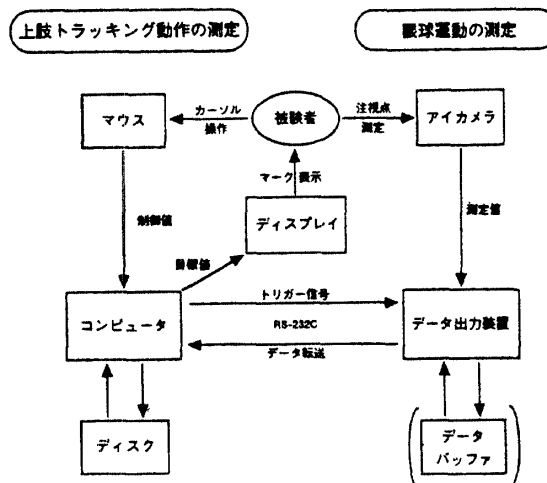 上肢トラッキング動作の測定
眼球運動の測定
マウス
カーソル
操作
被験者
注視点
測定
アイカメラ
マーク 表示
制御値
ディスプレイ
測定値
目標値
コンピュータ
トリガー信号
RS-232C
データ転送
データ出力装置
ディスク
データ
バッファ